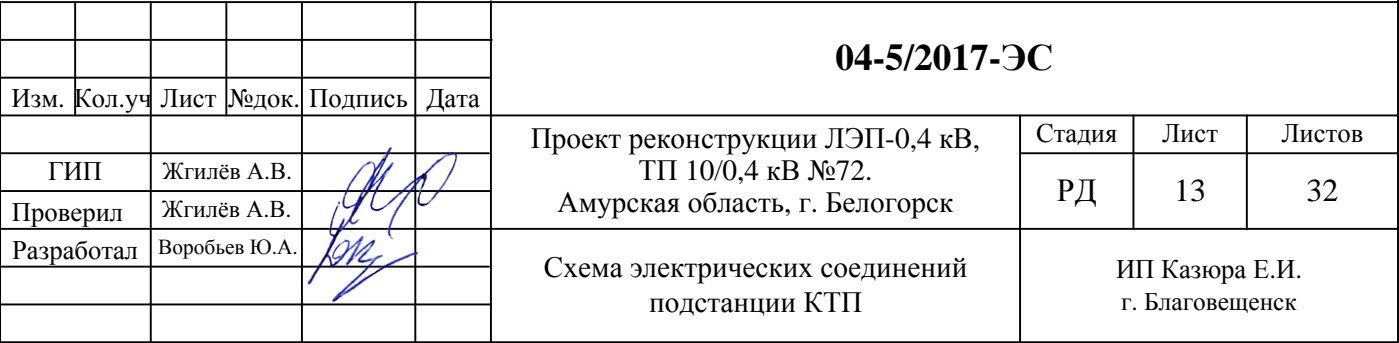 04-5/2017-ЭС
Изм. Кол.уч Лист №док. Подпись Дата
Проект реконструкции ЛЭП-0,4 кВ,
ТП 10/0,4 кВ №72.
Амурская область, г. Белогорск
Стадия Лист Листов
РД 13 32
ГИП Жгилёв А.В.
Проверил Жгилёв А.В.
Разработал Воробьев Ю.А.
Схема электрических соединений
подстанции КТП
ИП Казюра Е.И.
г. Благовещенск